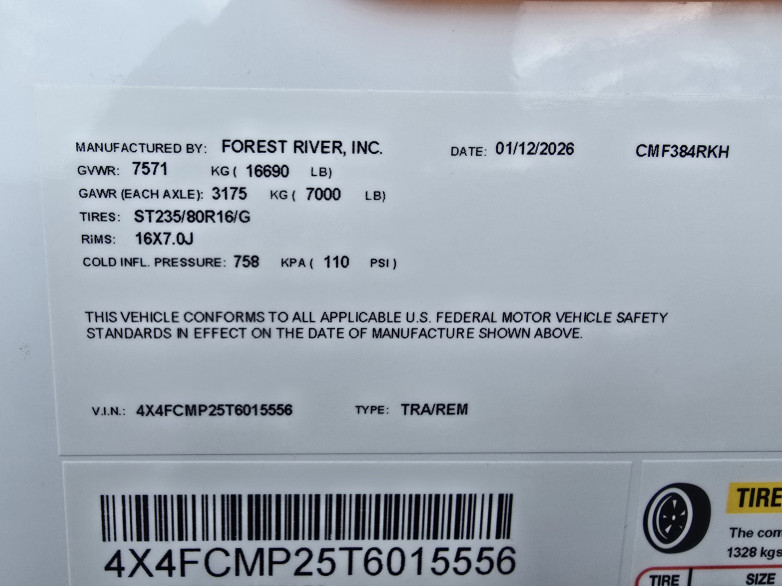 MANUFACTURED BY: FOREST RIVER, INC. DATE: 01/12/2026 CMF384RKH
GVWR: 7571 KG ( 16690 LB)
GAWR (EACH AXLE): 3175 KG ( 7000 LB)
TIRES: ST235/80R16/G
RiMS: 16X7.0J
COLD INFL. PRESSURE: 758 KPA ( 110 PSI )
THIS VEHICLE CONFORMS TO ALL APPLICABLE U.S. FEDERAL MOTOR VEHICLE SAFETY
STANDARDS IN EFFECT ON THE DATE OF MANUFACTURE SHOWN ABOVE.
V.I.N.: 4X4FCMP25T6015556 TYPE: TRA/REM
4X4FCMP25T6015556
TIRE
The com
1328 kgs
TIRE SIZE